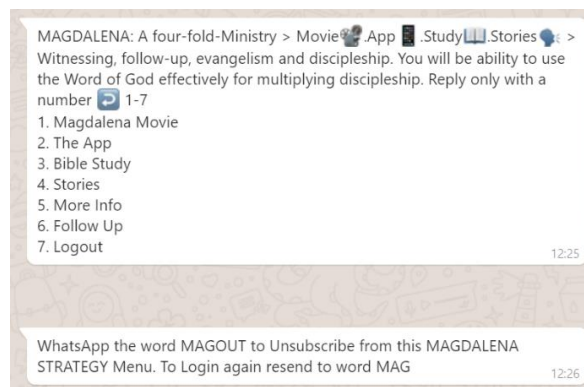 MAGDALENA: A four-fold-Ministry > Movie📽.App 📱.Study📖.Stories🗣️ >
Witnessing, follow-up, evangelism and discipleship. You will be ability to use
the Word of God effectively for multiplying discipleship. Reply only with a
number ↩️ 1-7
1. Magdalena Movie
2. The App
3. Bible Study
4. Stories
5. More Info
6. Follow Up
7. Logout
12:25
WhatsApp the word MAGOUT to Unsubscribe from this MAGDALENA
STRATEGY Menu. To Login again resend to word MAG
12:26